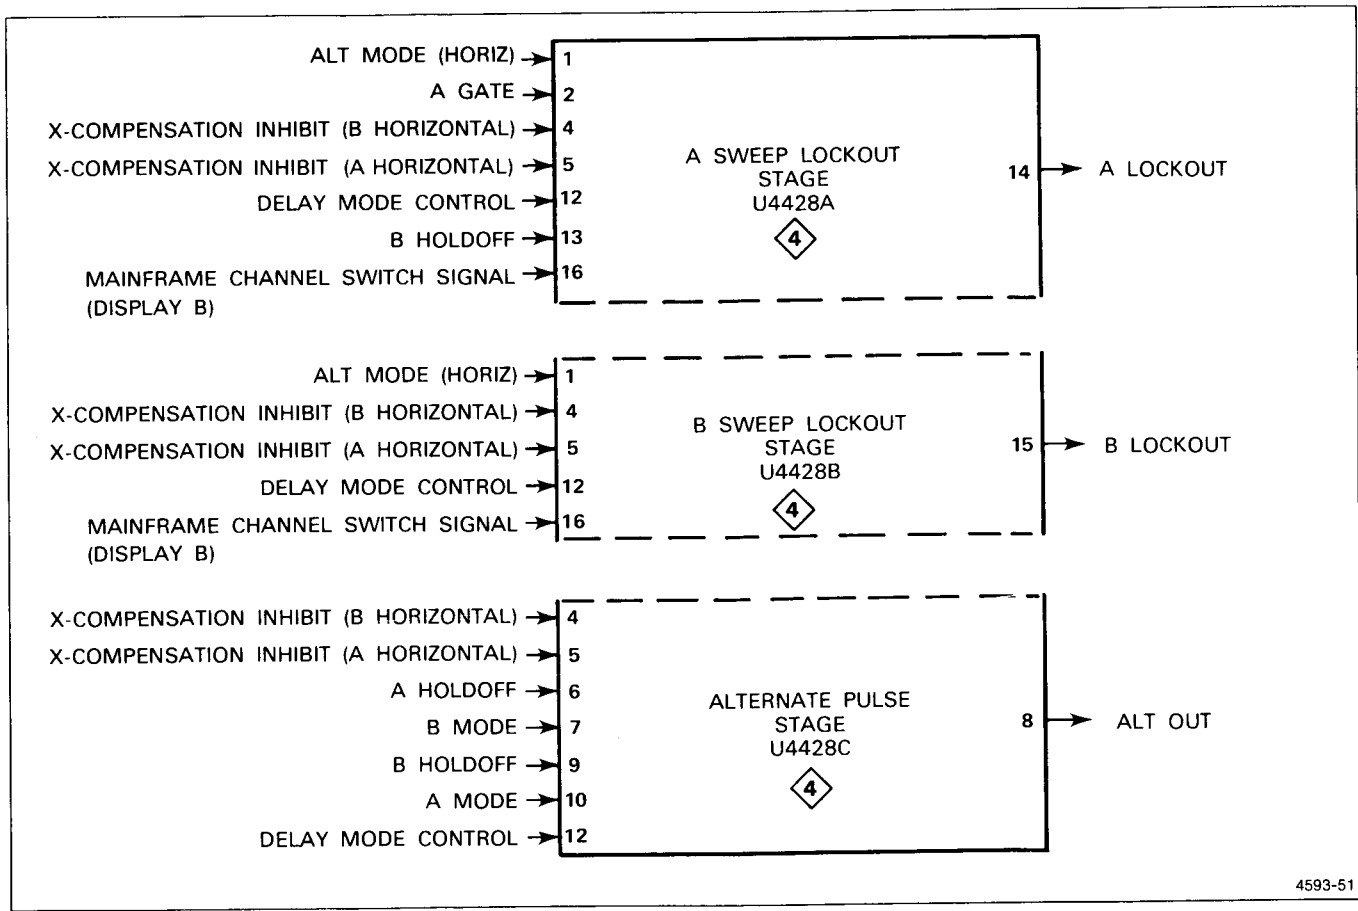 ALT MODE (HORIZ) 1
A GATE 2
X-COMPENSATION INHIBIT (B HORIZONTAL) 4
X-COMPENSATION INHIBIT (A HORIZONTAL) 5
DELAY MODE CONTROL 12
B HOLDOFF 13
MAINFRAME CHANNEL SWITCH SIGNAL 16
(DISPLAY B)
A SWEEP LOCKOUT
STAGE
U4428A
4
14 A LOCKOUT
ALT MODE (HORIZ) 1
X-COMPENSATION INHIBIT (B HORIZONTAL) 4
X-COMPENSATION INHIBIT (A HORIZONTAL) 5
DELAY MODE CONTROL 12
MAINFRAME CHANNEL SWITCH SIGNAL 16
(DISPLAY B)
B SWEEP LOCKOUT
STAGE
U4428B
4
15 B LOCKOUT
X-COMPENSATION INHIBIT (B HORIZONTAL) 4
X-COMPENSATION INHIBIT (A HORIZONTAL) 5
A HOLDOFF 6
B MODE 7
B HOLDOFF 9
A MODE 10
DELAY MODE CONTROL 12
ALTERNATE PULSE
STAGE
U4428C
4
8 ALT OUT
4593-51